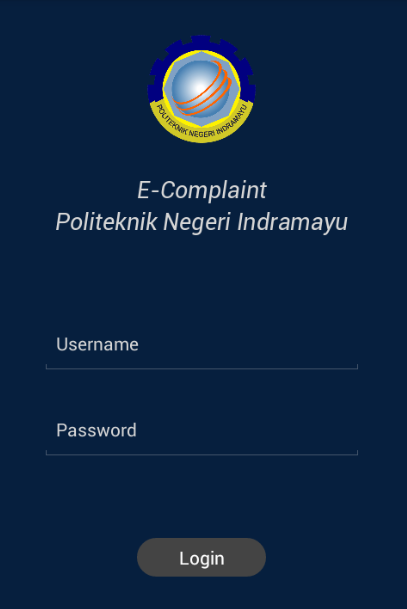 POLITEKNIK NEGERI INDRAMAYU
E-Complaint
Politeknik Negeri Indramayu
Username
Password
Login